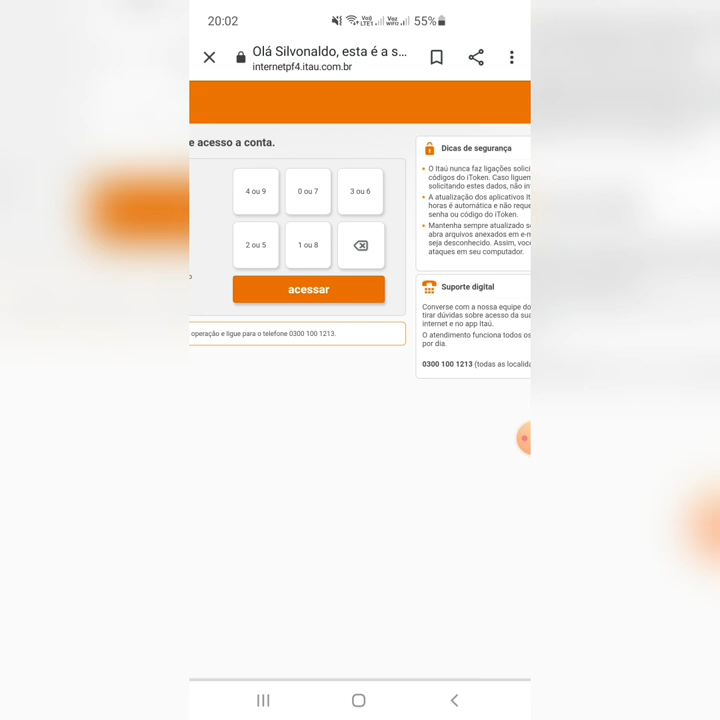 20:02
Vo) LTE1
Voz WIFI2
55%
Olá Silvonaldo, esta é a s...
internetpf4.itau.com.br
e acesso a conta.
4 ou 9
0 ou 7
3 ou 6
2 ou 5
1 ou 8
acessar
o
operação e ligue para o telefone 0300 100 1213.
Dicas de segurança
O Itaú nunca faz ligações solici
códigos do iToken. Caso liguem
solicitando estes dados, não in
A atualização dos aplicativos It
horas é automática e não reque
senha ou código do iToken.
Mantenha sempre atualizado s
abra arquivos anexados em e-m
seja desconhecido. Assim, você
ataques em seu computador.
Suporte digital
Converse com a nossa equipe do
tirar dúvidas sobre acesso da sua
internet e no app Itaú.
O atendimento funciona todos os
por dia.
0300 100 1213 (todas as localida